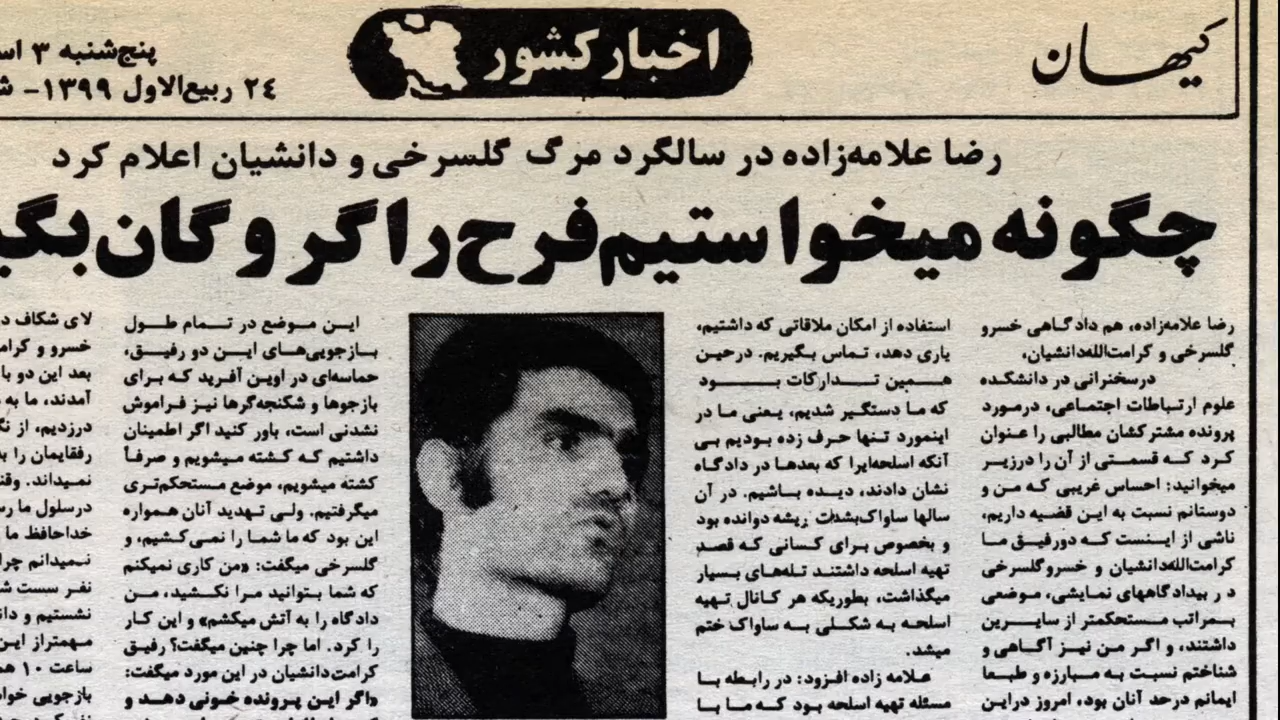 کیهان
اخبار کشور
پنج‌شنبه ۳
۲۴ ربیع‌الاول ۱۳۹۹-
رضا علامه‌زاده در سالگرد مرگ گلسرخی و دانشیان اعلام کرد
چگونه میخواستیم فرح را گروگان
رضا علامه‌زاده، هم دادگاهی خسرو
گلسرخی و کرامت‌الله‌دانشیان،
درسخنرانی در دانشکده
علوم ارتباطات اجتماعی، درمورد
پرونده مشترکشان مطالبی را عنوان
کرد که قسمتی از آن را درزیر
میخوانید: احساس غریبی که من و
دوستانم نسبت به این قضیه داریم،
ناشی از اینست که دورفیق ما
کرامت‌الله‌دانشیان و خسروگلسرخی
در بیدادگاههای نمایشی، موضعی
بمراتب مستحکمتر از سایرین
داشتند، و اگر من نیز آگاهی و
شناختم نسبت به مبارزه و طبعا
ایمانم درحد آنان بود، امروز دراین
استفاده از امکان ملاقاتی که داشتیم،
یاری دهد، تماس بگیریم. درحین
همین تدارکات بود
که ما دستگیر شدیم، یعنی ما در
اینمورد تنها حرف زده بودیم بی
آنکه اسلحه‌ایرا که بعدها در دادگاه
نشان دادند، دیده باشیم. در آن
سالها ساواک‌بشدت ریشه دوانده بود
و بخصوص برای کسانی که قصد
تهیه اسلحه داشتند تله‌های بسیار
میگذاشت، بطوریکه هر کانال تهیه
اسلحه به شکلی به ساواک ختم
میشد.
علامه زاده افزود: در رابطه با
مسئله تهیه اسلحه بود که ما با
این موضع در تمام طول
بازجویی‌های این دو رفیق،
حماسه‌ای در اوین آفرید که برای
بازجوها و شکنجه‌گرها نیز فراموش
نشدنی است، باور کنید اگر اطمینان
داشتیم که کشته میشویم و صرفاً
کشته میشویم، موضع مستحکم‌تری
میگرفتیم. ولی تهدید آنان همواره
این بود که ما شما را نمی‌کشیم، و
گلسرخی میگفت: «من کاری نمیکنم
که شما بتوانید مرا نکشید، من
دادگاه را به آتش میکشم» و این کار
را کرد. اما چرا چنین میگفت؟ رفیق
کرامت‌دانشیان در این مورد میگفت:
«اگر این پرونده خونی دهد و
لای شکاف
خسرو و
بعد این دو
آمدند، ما به
درزدیم، از
رفقایمان را
نمیداند.
درسلول ما
خداحافظ ما
نمیدانم چرا
نفر سست
نشستیم و
مهمتراز این
ساعت ۱۰
بازجویی